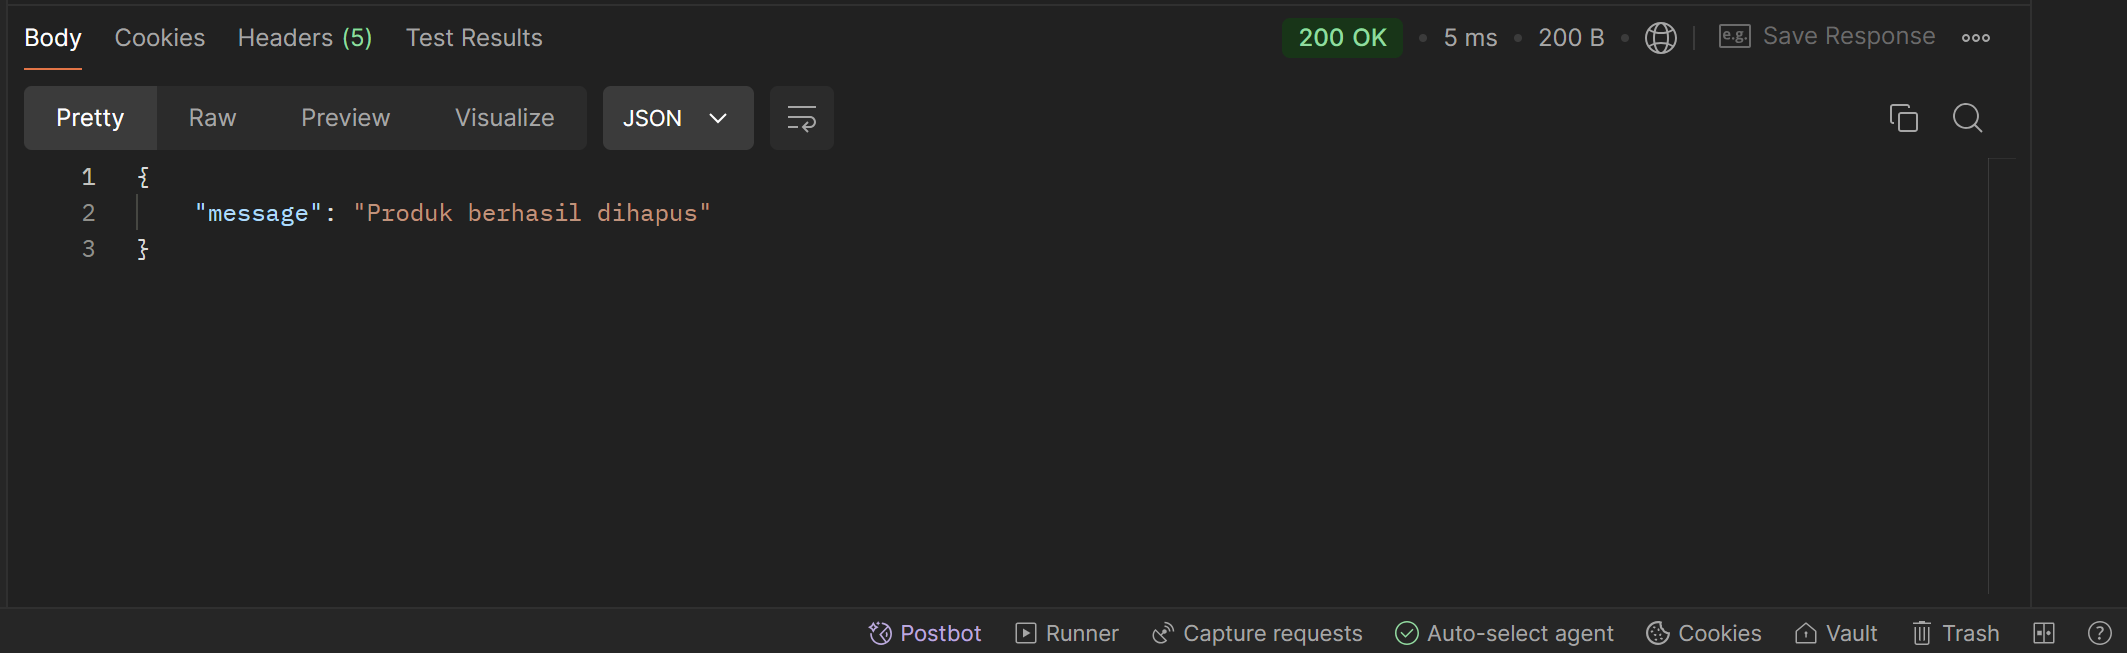 Body Cookies Headers (5) Test Results 200 OK • 5 ms • 200 B • e.g. Save Response
Pretty Raw Preview Visualize JSON
1 {
2 "message": "Produk berhasil dihapus"
3 }
Postbot Runner Capture requests Auto-select agent Cookies Vault Trash ?